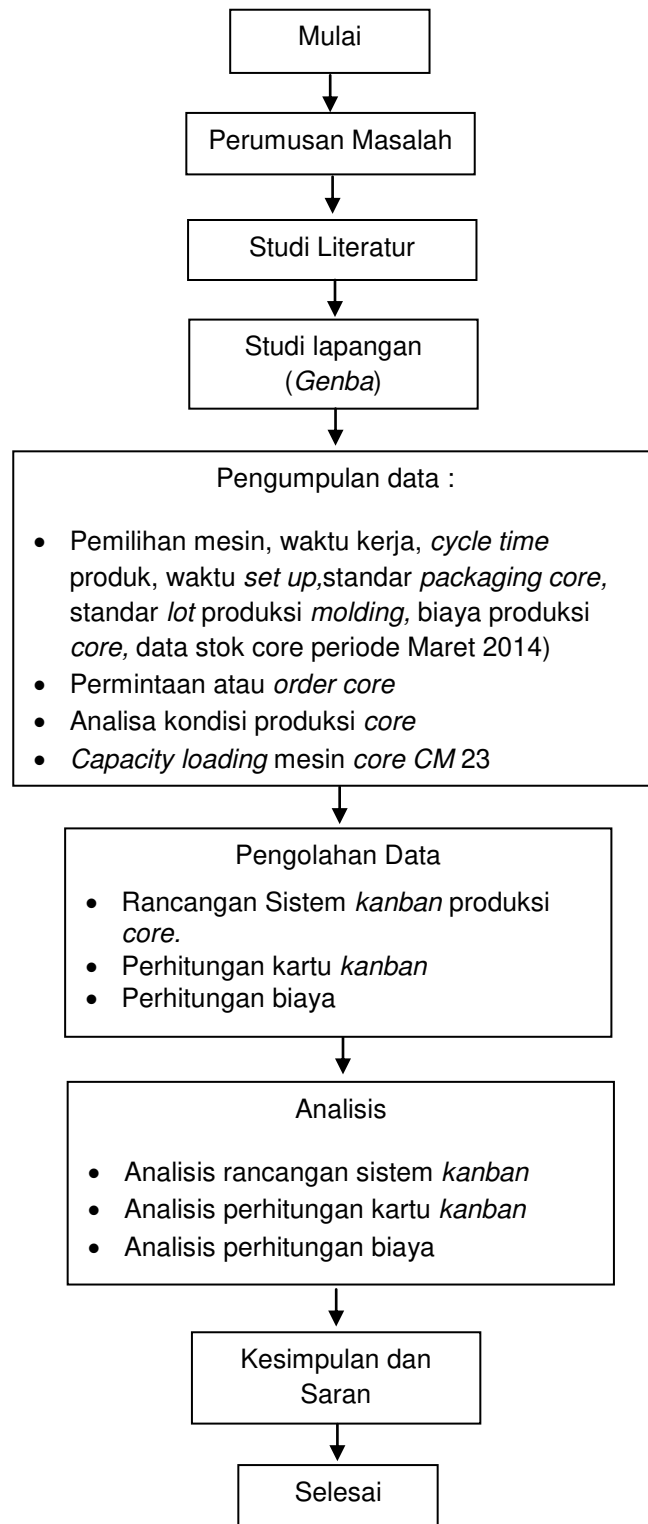 Mulai
Perumusan Masalah
Studi Literatur
Studi lapangan
(Genba)
Pengumpulan data :
• Pemilihan mesin, waktu kerja, cycle time
produk, waktu set up,standar packaging core,
standar lot produksi molding, biaya produksi
core, data stok core periode Maret 2014)
• Permintaan atau order core
• Analisa kondisi produksi core
• Capacity loading mesin core CM 23
Pengolahan Data
• Rancangan Sistem kanban produksi
core.
• Perhitungan kartu kanban
• Perhitungan biaya
Analisis
• Analisis rancangan sistem kanban
• Analisis perhitungan kartu kanban
• Analisis perhitungan biaya
Kesimpulan dan
Saran
Selesai